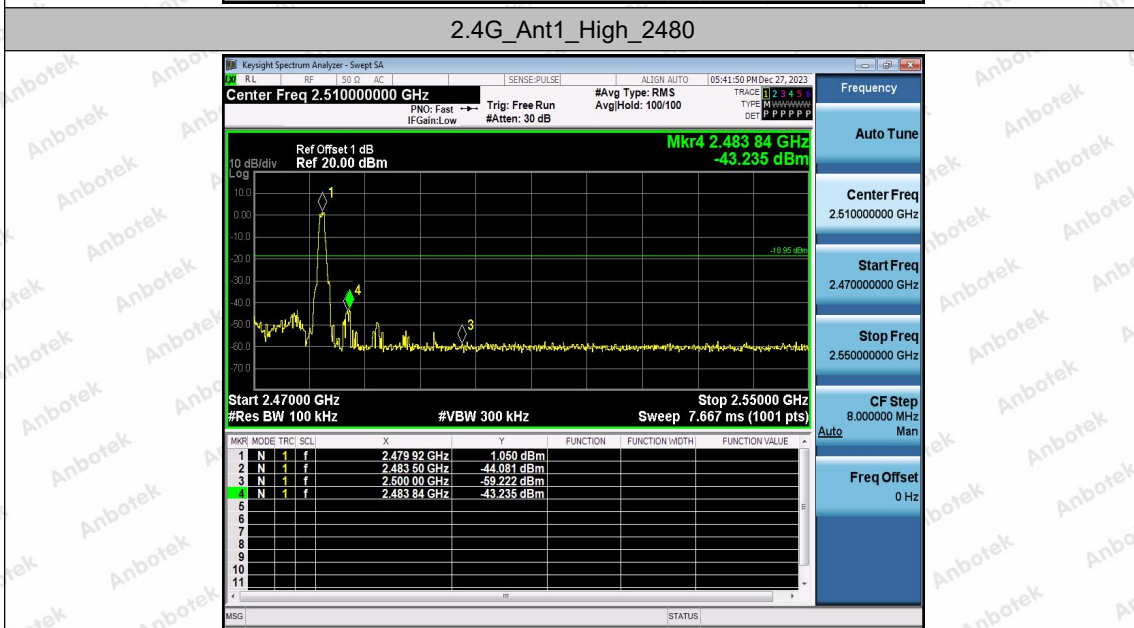 2.4G_Ant1_High_2480
Keysight Spectrum Analyzer - Swept SA
LXI RL RF 50 Ω AC SENSE:PULSE ALIGN AUTO 05:41:50 PM Dec 27, 2023
Center Freq 2.510000000 GHz #Avg Type: RMS TRACE 1 2 3 4 5 6
PNO: Fast Trig: Free Run Avg|Hold: 100/100 TYPE M WWWWW
IFGain:Low #Atten: 30 dB DET P P P P P P
Frequency
Auto Tune
Center Freq
2.510000000 GHz
Start Freq
2.470000000 GHz
Stop Freq
2.550000000 GHz
CF Step
8.000000 MHz
Auto Man
Freq Offset
0 Hz
Mkr4 2.483 84 GHz
Ref Offset 1 dB
10 dB/div Ref 20.00 dBm -43.235 dBm
Log
10.0
0.00
-10.0
-20.0
-30.0
-40.0
-50.0
-60.0
-70.0
1
4
3
-18.95 dBm
Start 2.47000 GHz Stop 2.55000 GHz
#Res BW 100 kHz #VBW 300 kHz Sweep 7.667 ms (1001 pts)
MKR MODE TRC SCL X Y FUNCTION FUNCTION WIDTH FUNCTION VALUE
1 N 1 f 2.479 92 GHz 1.050 dBm
2 N 1 f 2.483 50 GHz -44.081 dBm
3 N 1 f 2.500 00 GHz -59.222 dBm
4 N 1 f 2.483 84 GHz -43.235 dBm
5
6
7
8
9
10
11
MSG STATUS
Anbotek